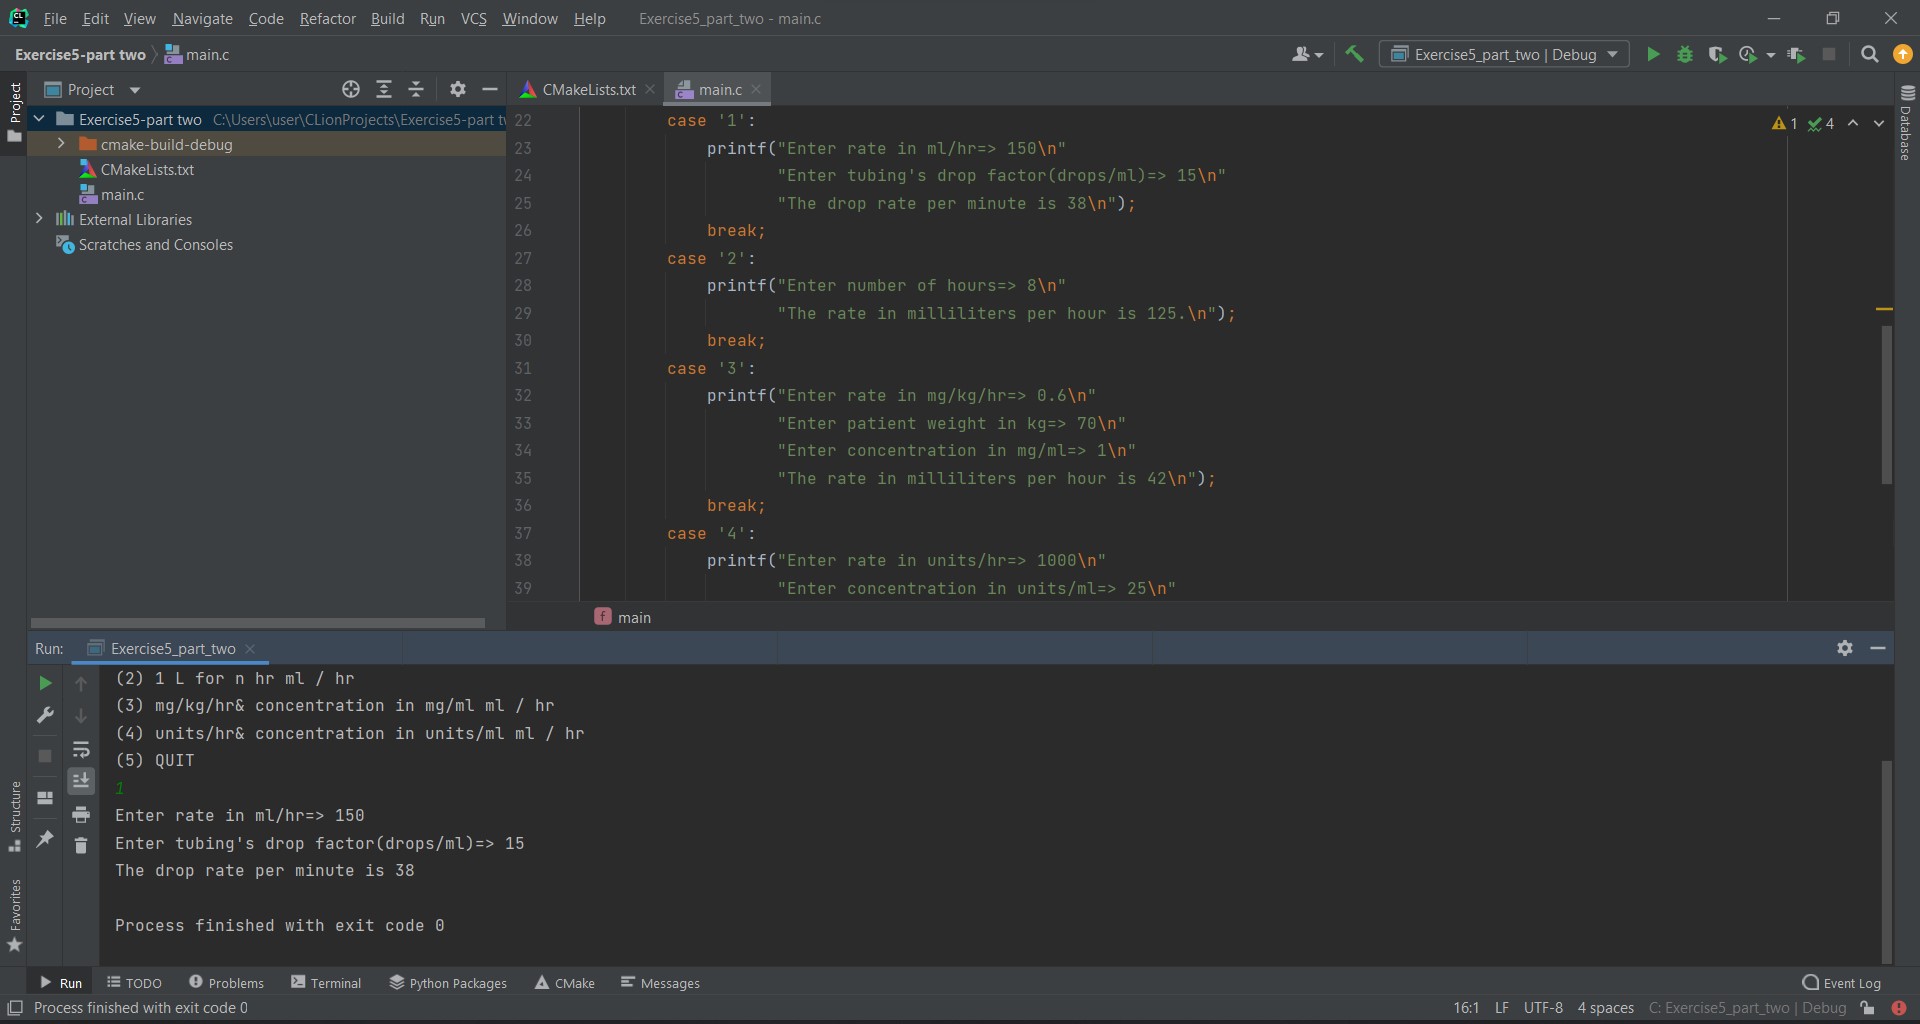 File Edit View Navigate Code Refactor Build Run VCS Window Help Exercise5_part_two - main.c
Exercise5-part two main.c Exercise5_part_two | Debug
Project
Project
CMakeLists.txt main.c
Exercise5-part two C:\Users\user\CLionProjects\Exercise5-part t
cmake-build-debug
CMakeLists.txt
main.c
External Libraries
Scratches and Consoles
1 4
Database
22 case '1':
23 printf("Enter rate in ml/hr=> 150\n"
24 "Enter tubing's drop factor(drops/ml)=> 15\n"
25 "The drop rate per minute is 38\n");
26 break;
27 case '2':
28 printf("Enter number of hours=> 8\n"
29 "The rate in milliliters per hour is 125.\n");
30 break;
31 case '3':
32 printf("Enter rate in mg/kg/hr=> 0.6\n"
33 "Enter patient weight in kg=> 70\n"
34 "Enter concentration in mg/ml=> 1\n"
35 "The rate in milliliters per hour is 42\n");
36 break;
37 case '4':
38 printf("Enter rate in units/hr=> 1000\n"
39 "Enter concentration in units/ml=> 25\n"
f main
Run: Exercise5_part_two
(2) 1 L for n hr ml / hr
(3) mg/kg/hr& concentration in mg/ml ml / hr
(4) units/hr& concentration in units/ml ml / hr
(5) QUIT
1
Enter rate in ml/hr=> 150
Enter tubing's drop factor(drops/ml)=> 15
The drop rate per minute is 38
Process finished with exit code 0
Structure
Favorites
Run TODO Problems Terminal Python Packages CMake Messages Event Log
Process finished with exit code 0 16:1 LF UTF-8 4 spaces C: Exercise5_part_two | Debug